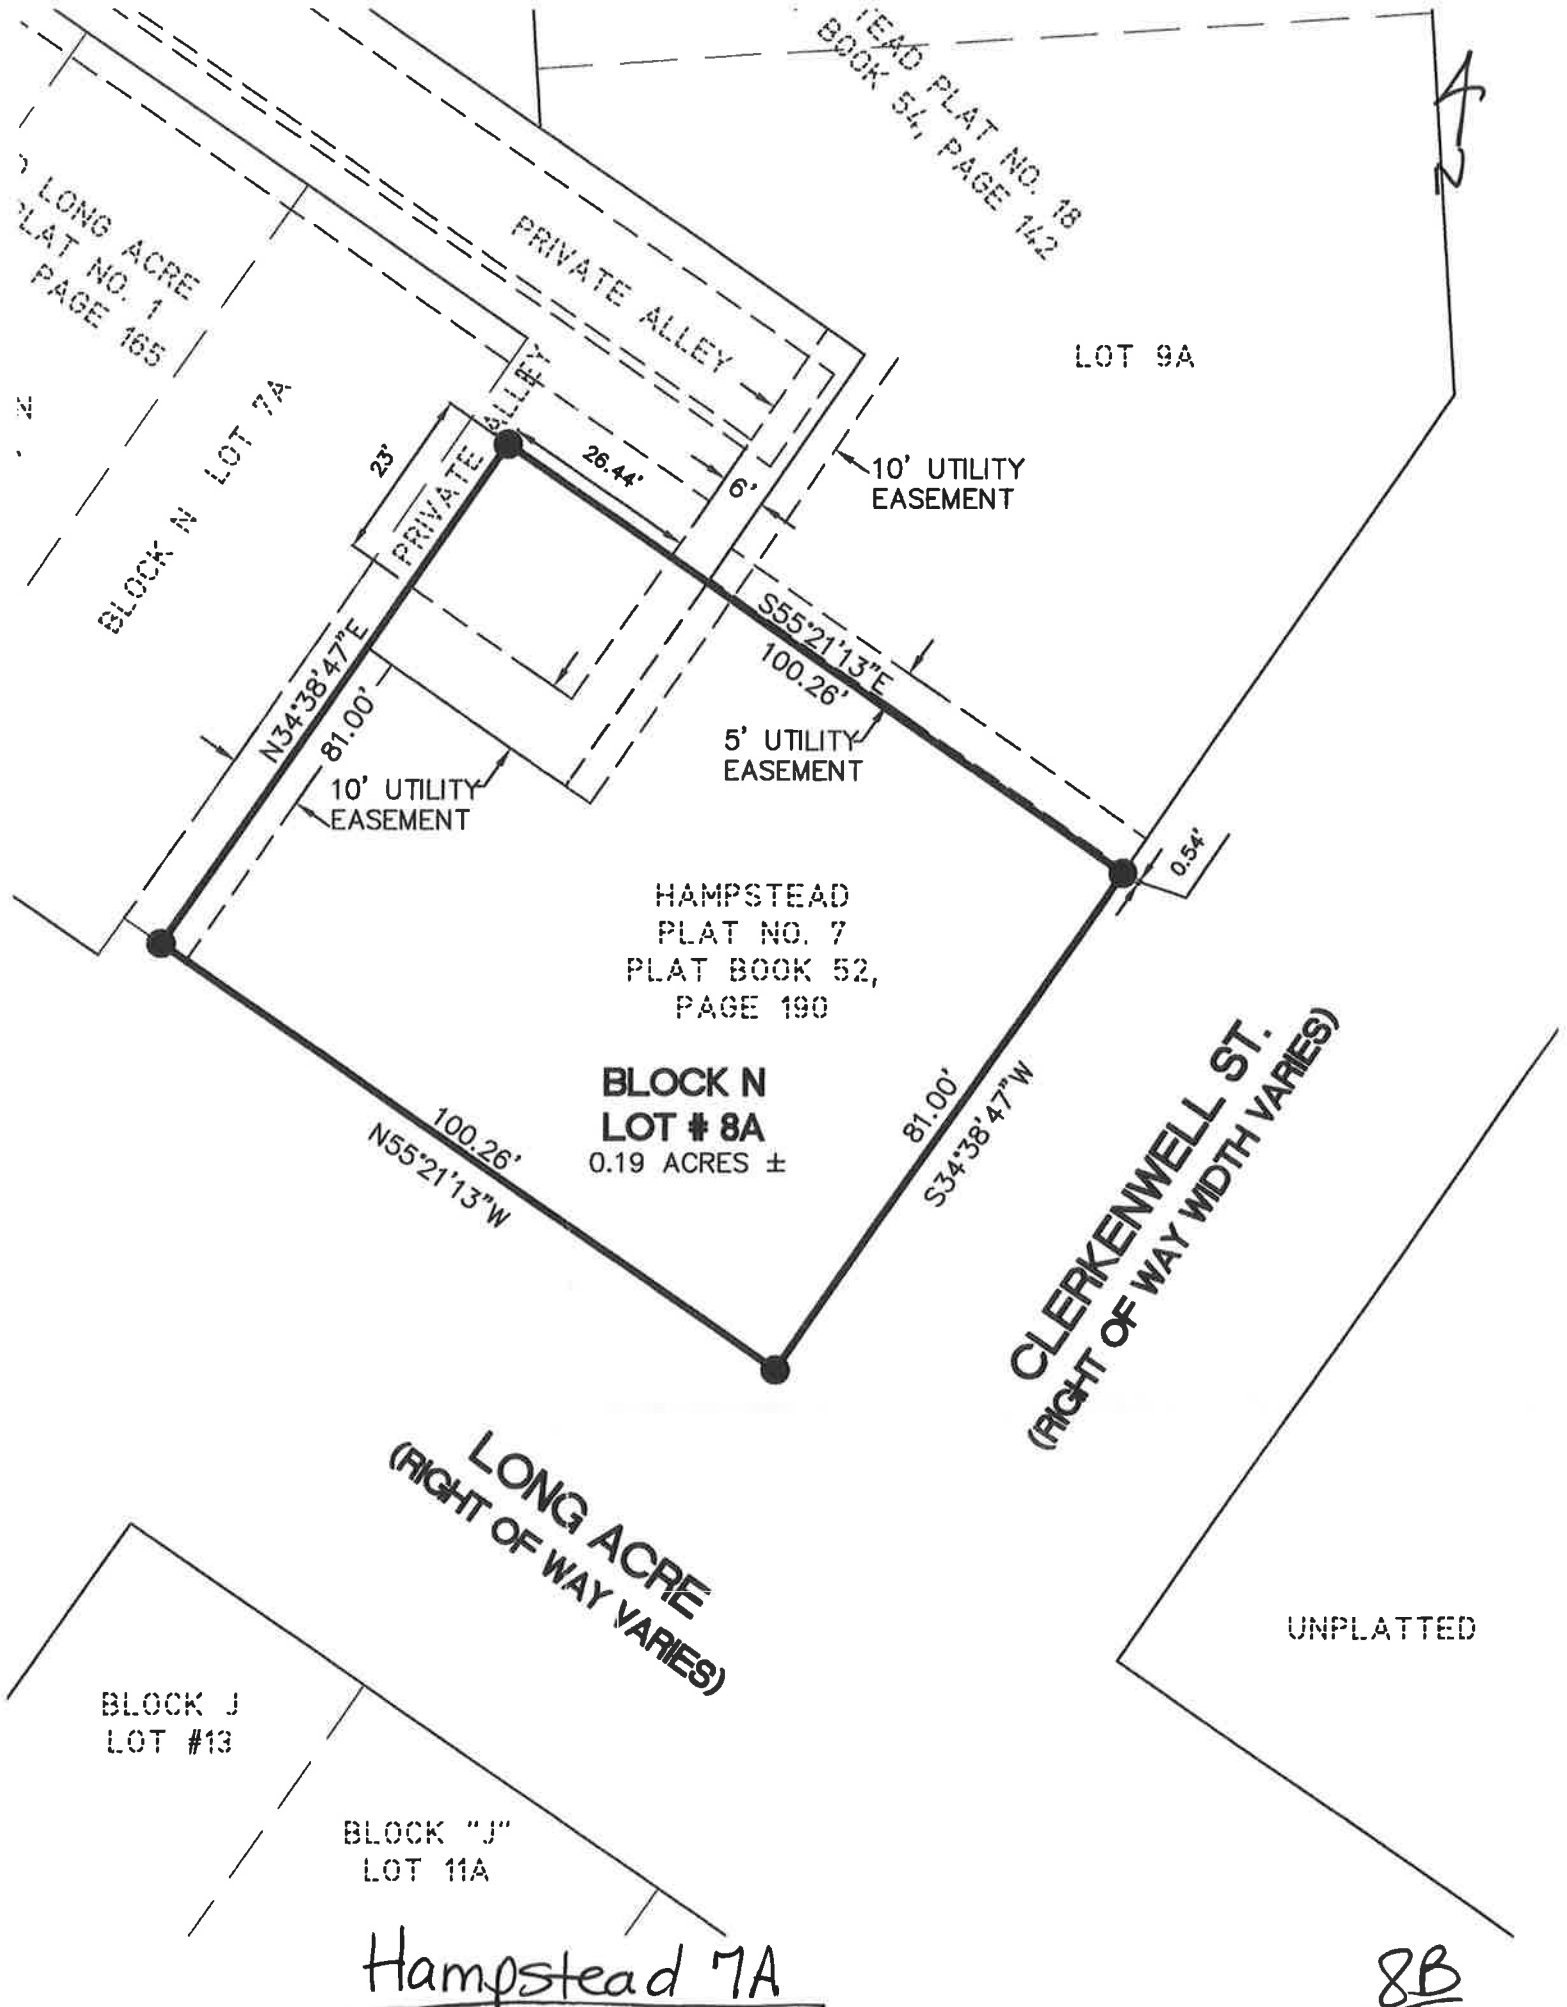 TEAD PLAT NO. 18
BOOK 54, PAGE 142
N
LONG ACRE
PLAT NO. 1
PAGE 165
PRIVATE ALLEY
LOT 9A
BLOCK N LOT 7A
N
PRIVATE ALLEY
23'
26.44'
6'
10' UTILITY
EASEMENT
S55°21'13"E
100.26'
N34°38'47"E
81.00'
5' UTILITY
EASEMENT
10' UTILITY
EASEMENT
0.54'
HAMPSTEAD
PLAT NO. 7
PLAT BOOK 52,
PAGE 190
BLOCK N
LOT # 8A
0.19 ACRES ±
100.26'
N55°21'13"W
81.00'
S34°38'47"W
CLERKENWELL ST.
(RIGHT OF WAY WIDTH VARIES)
LONG ACRE
(RIGHT OF WAY VARIES)
UNPLATTED
BLOCK J
LOT #13
BLOCK "J"
LOT 11A
Hampstead 7A
8B